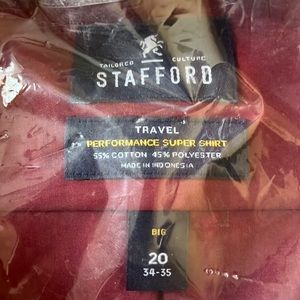 TAILORED CULTURE
STAFFORD
TRAVEL
PERFORMANCE SUPER SHIRT
55% COTTON 45% POLYESTER
MADE IN INDONESIA
BIG
20
34-35